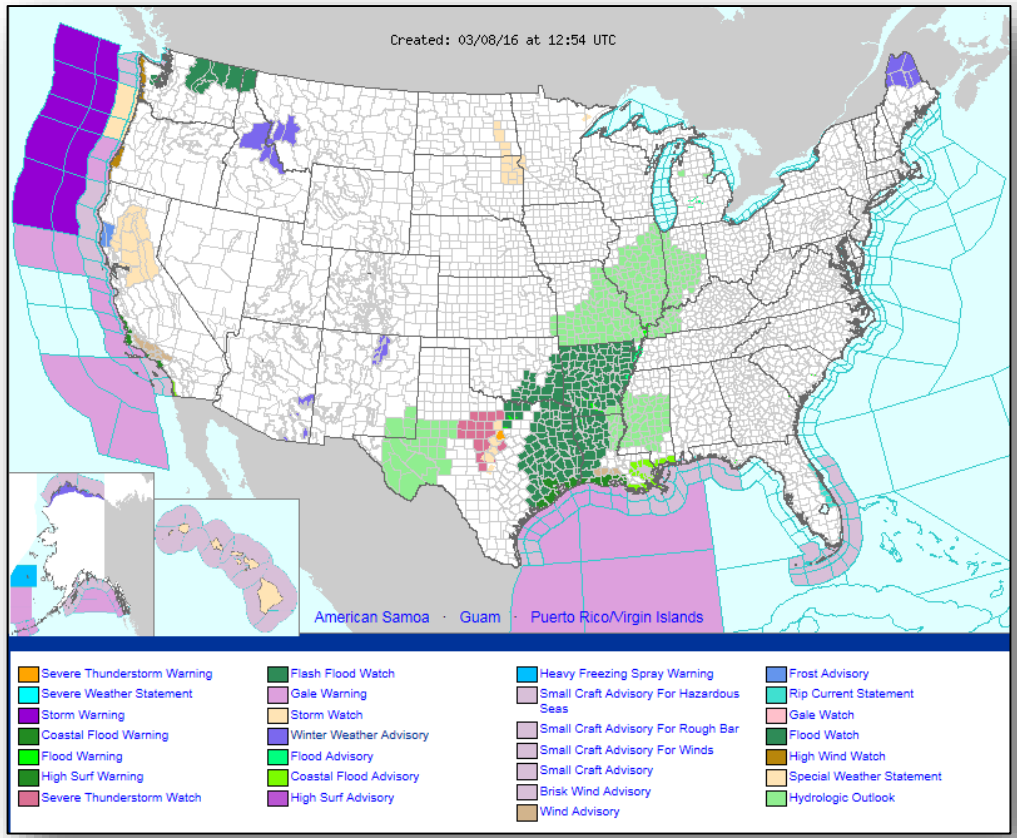 Created: 03/08/16 at 12:54 UTC
American Samoa · Guam · Puerto Rico/Virgin Islands
Severe Thunderstorm Warning
Severe Weather Statement
Storm Warning
Coastal Flood Warning
Flood Warning
High Surf Warning
Severe Thunderstorm Watch
Flash Flood Watch
Gale Warning
Storm Watch
Winter Weather Advisory
Flood Advisory
Coastal Flood Advisory
High Surf Advisory
Heavy Freezing Spray Warning
Small Craft Advisory For Hazardous
Seas
Small Craft Advisory For Rough Bar
Small Craft Advisory For Winds
Small Craft Advisory
Brisk Wind Advisory
Wind Advisory
Frost Advisory
Rip Current Statement
Gale Watch
Flood Watch
High Wind Watch
Special Weather Statement
Hydrologic Outlook